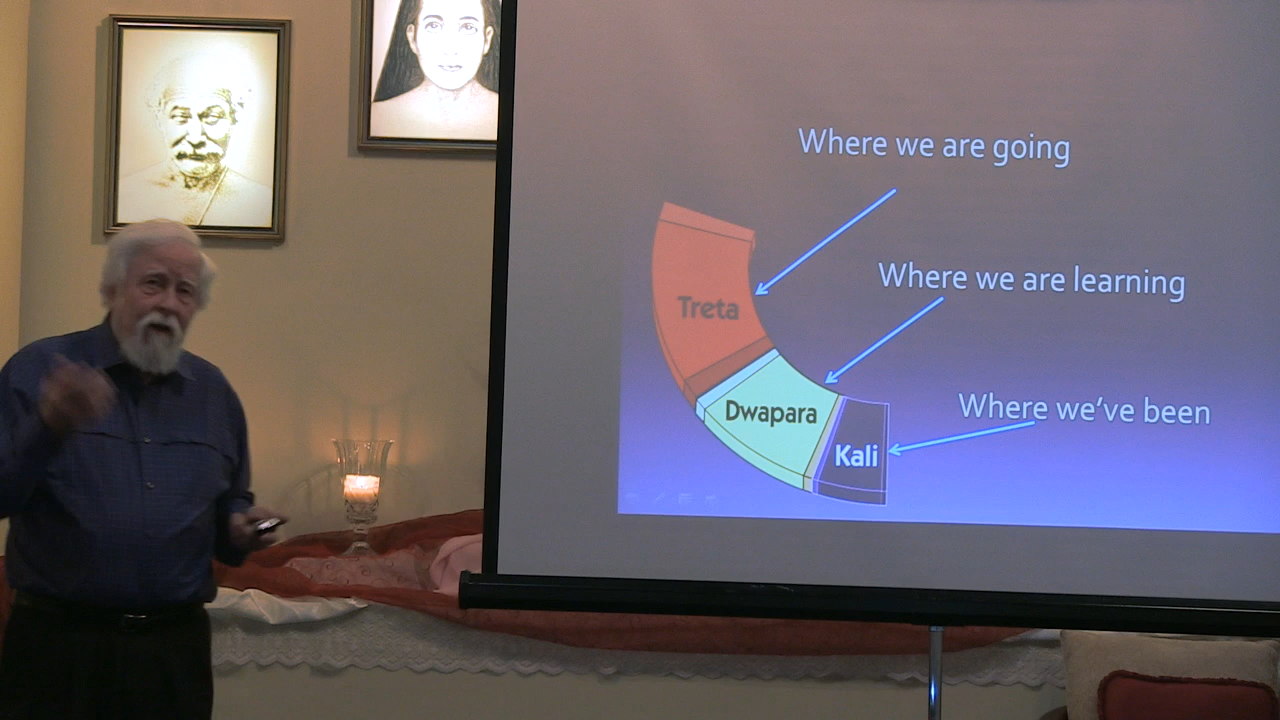 Where we are going
Where we are learning
Treta
Where we've been
Dwapara
Kali